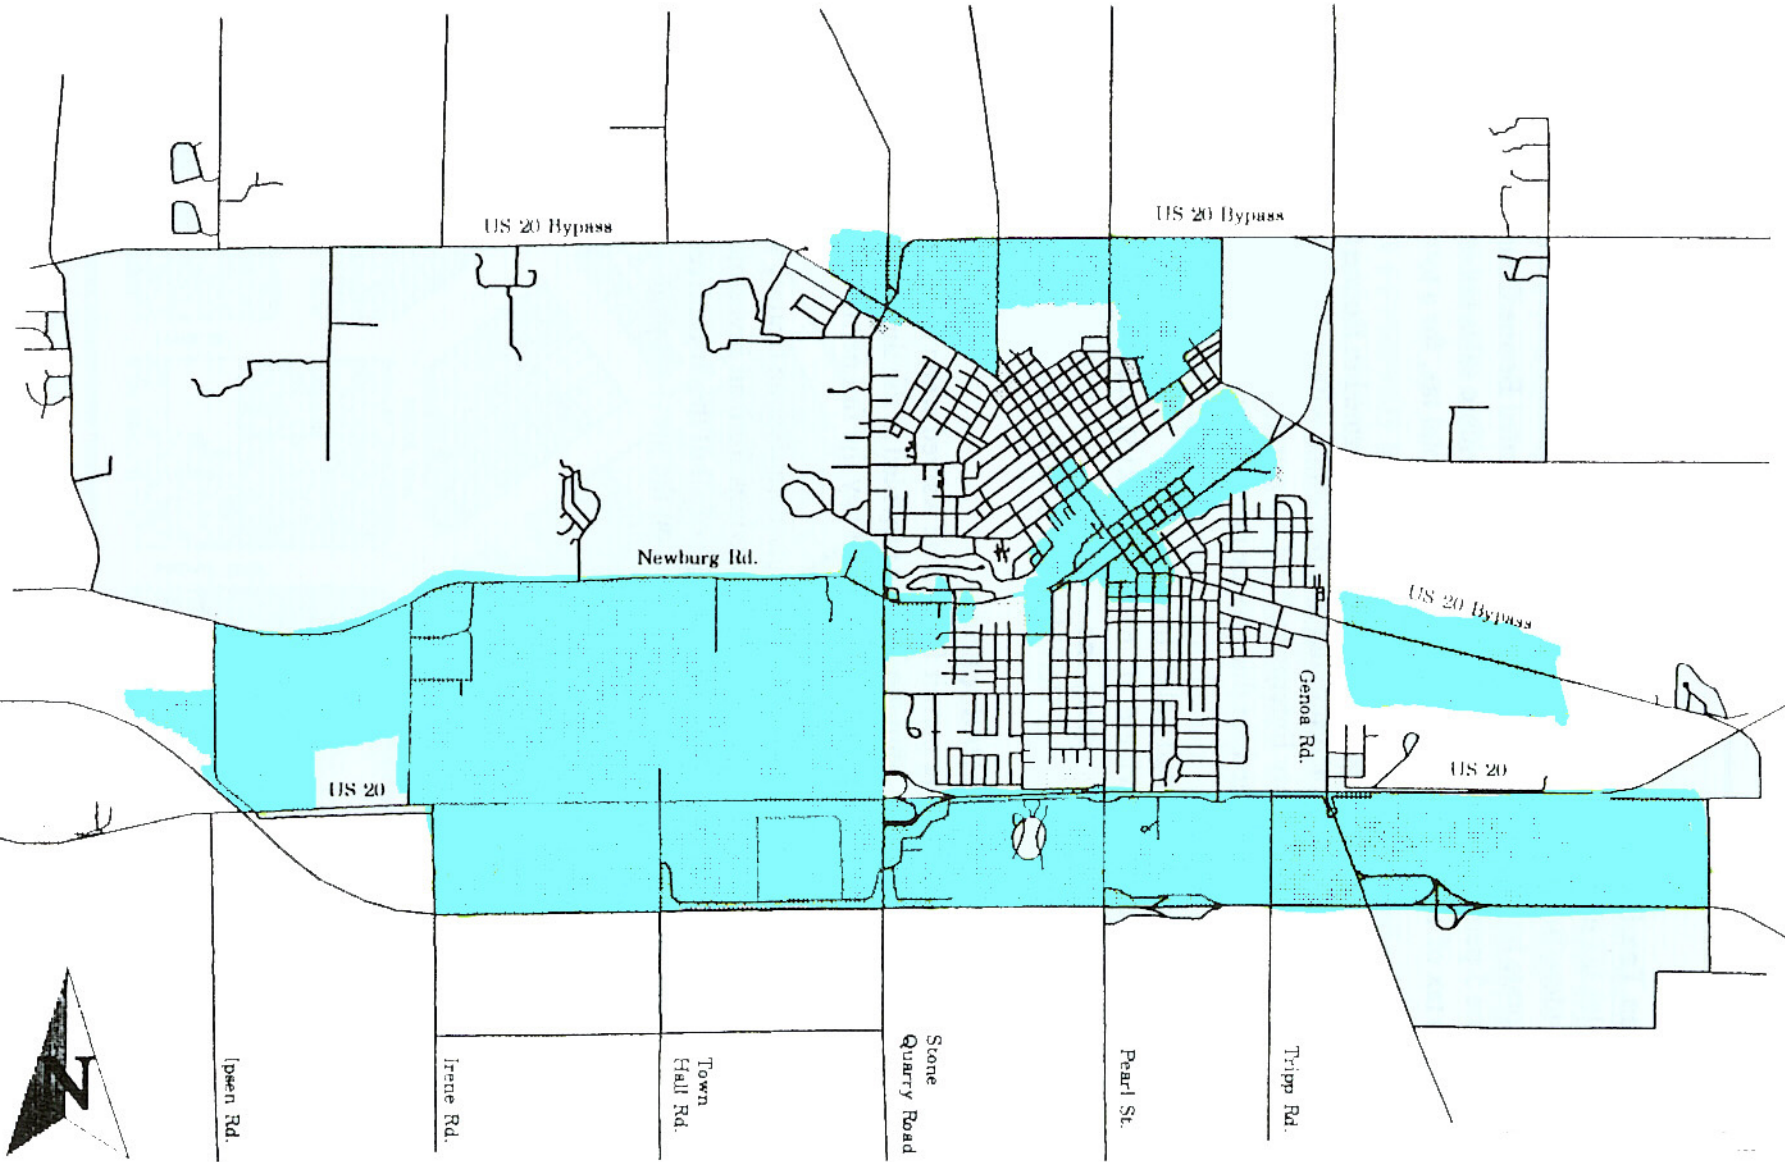 US 20 Bypass
US 20 Bypass
Newburg Rd.
US 20 Bypass
Genoa Rd.
US 20
US 20
Ipsen Rd.
Irene Rd.
Town
Hall Rd.
Stone
Quarry Road
Pearl St.
Tripp Rd.
N